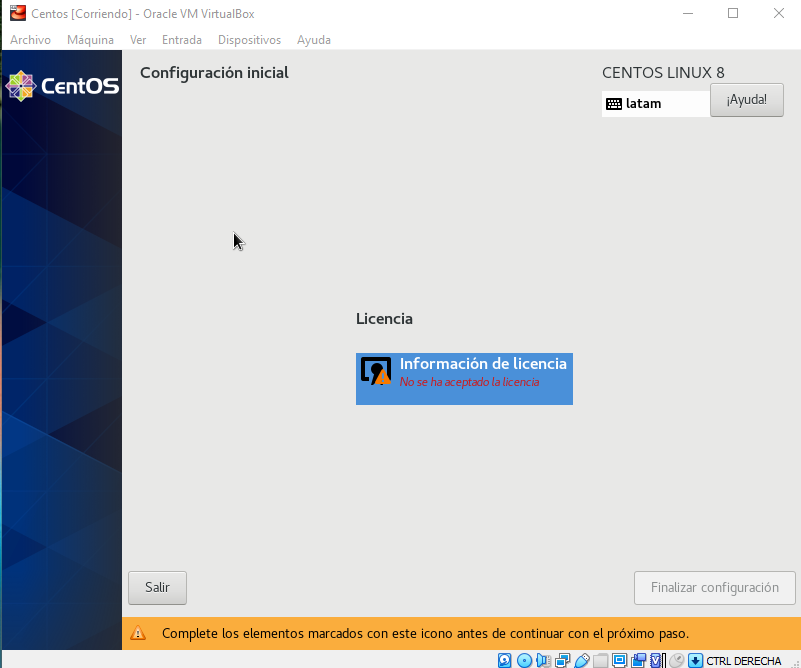 Centos [Corriendo] - Oracle VM VirtualBox
Archivo Máquina Ver Entrada Dispositivos Ayuda
CentOS
Configuración inicial
CENTOS LINUX 8
latam
¡Ayuda!
Licencia
Información de licencia
No se ha aceptado la licencia
Salir
Finalizar configuración
Complete los elementos marcados con este icono antes de continuar con el próximo paso.
CTRL DERECHA